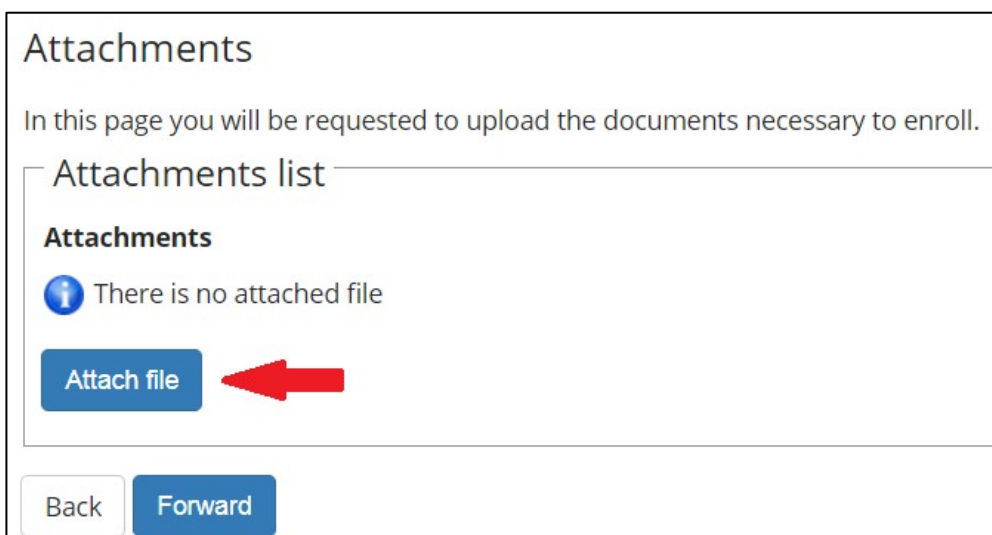 Attachments
In this page you will be requested to upload the documents necessary to enroll.
Attachments list
Attachments
There is no attached file
Attach file
Back Forward